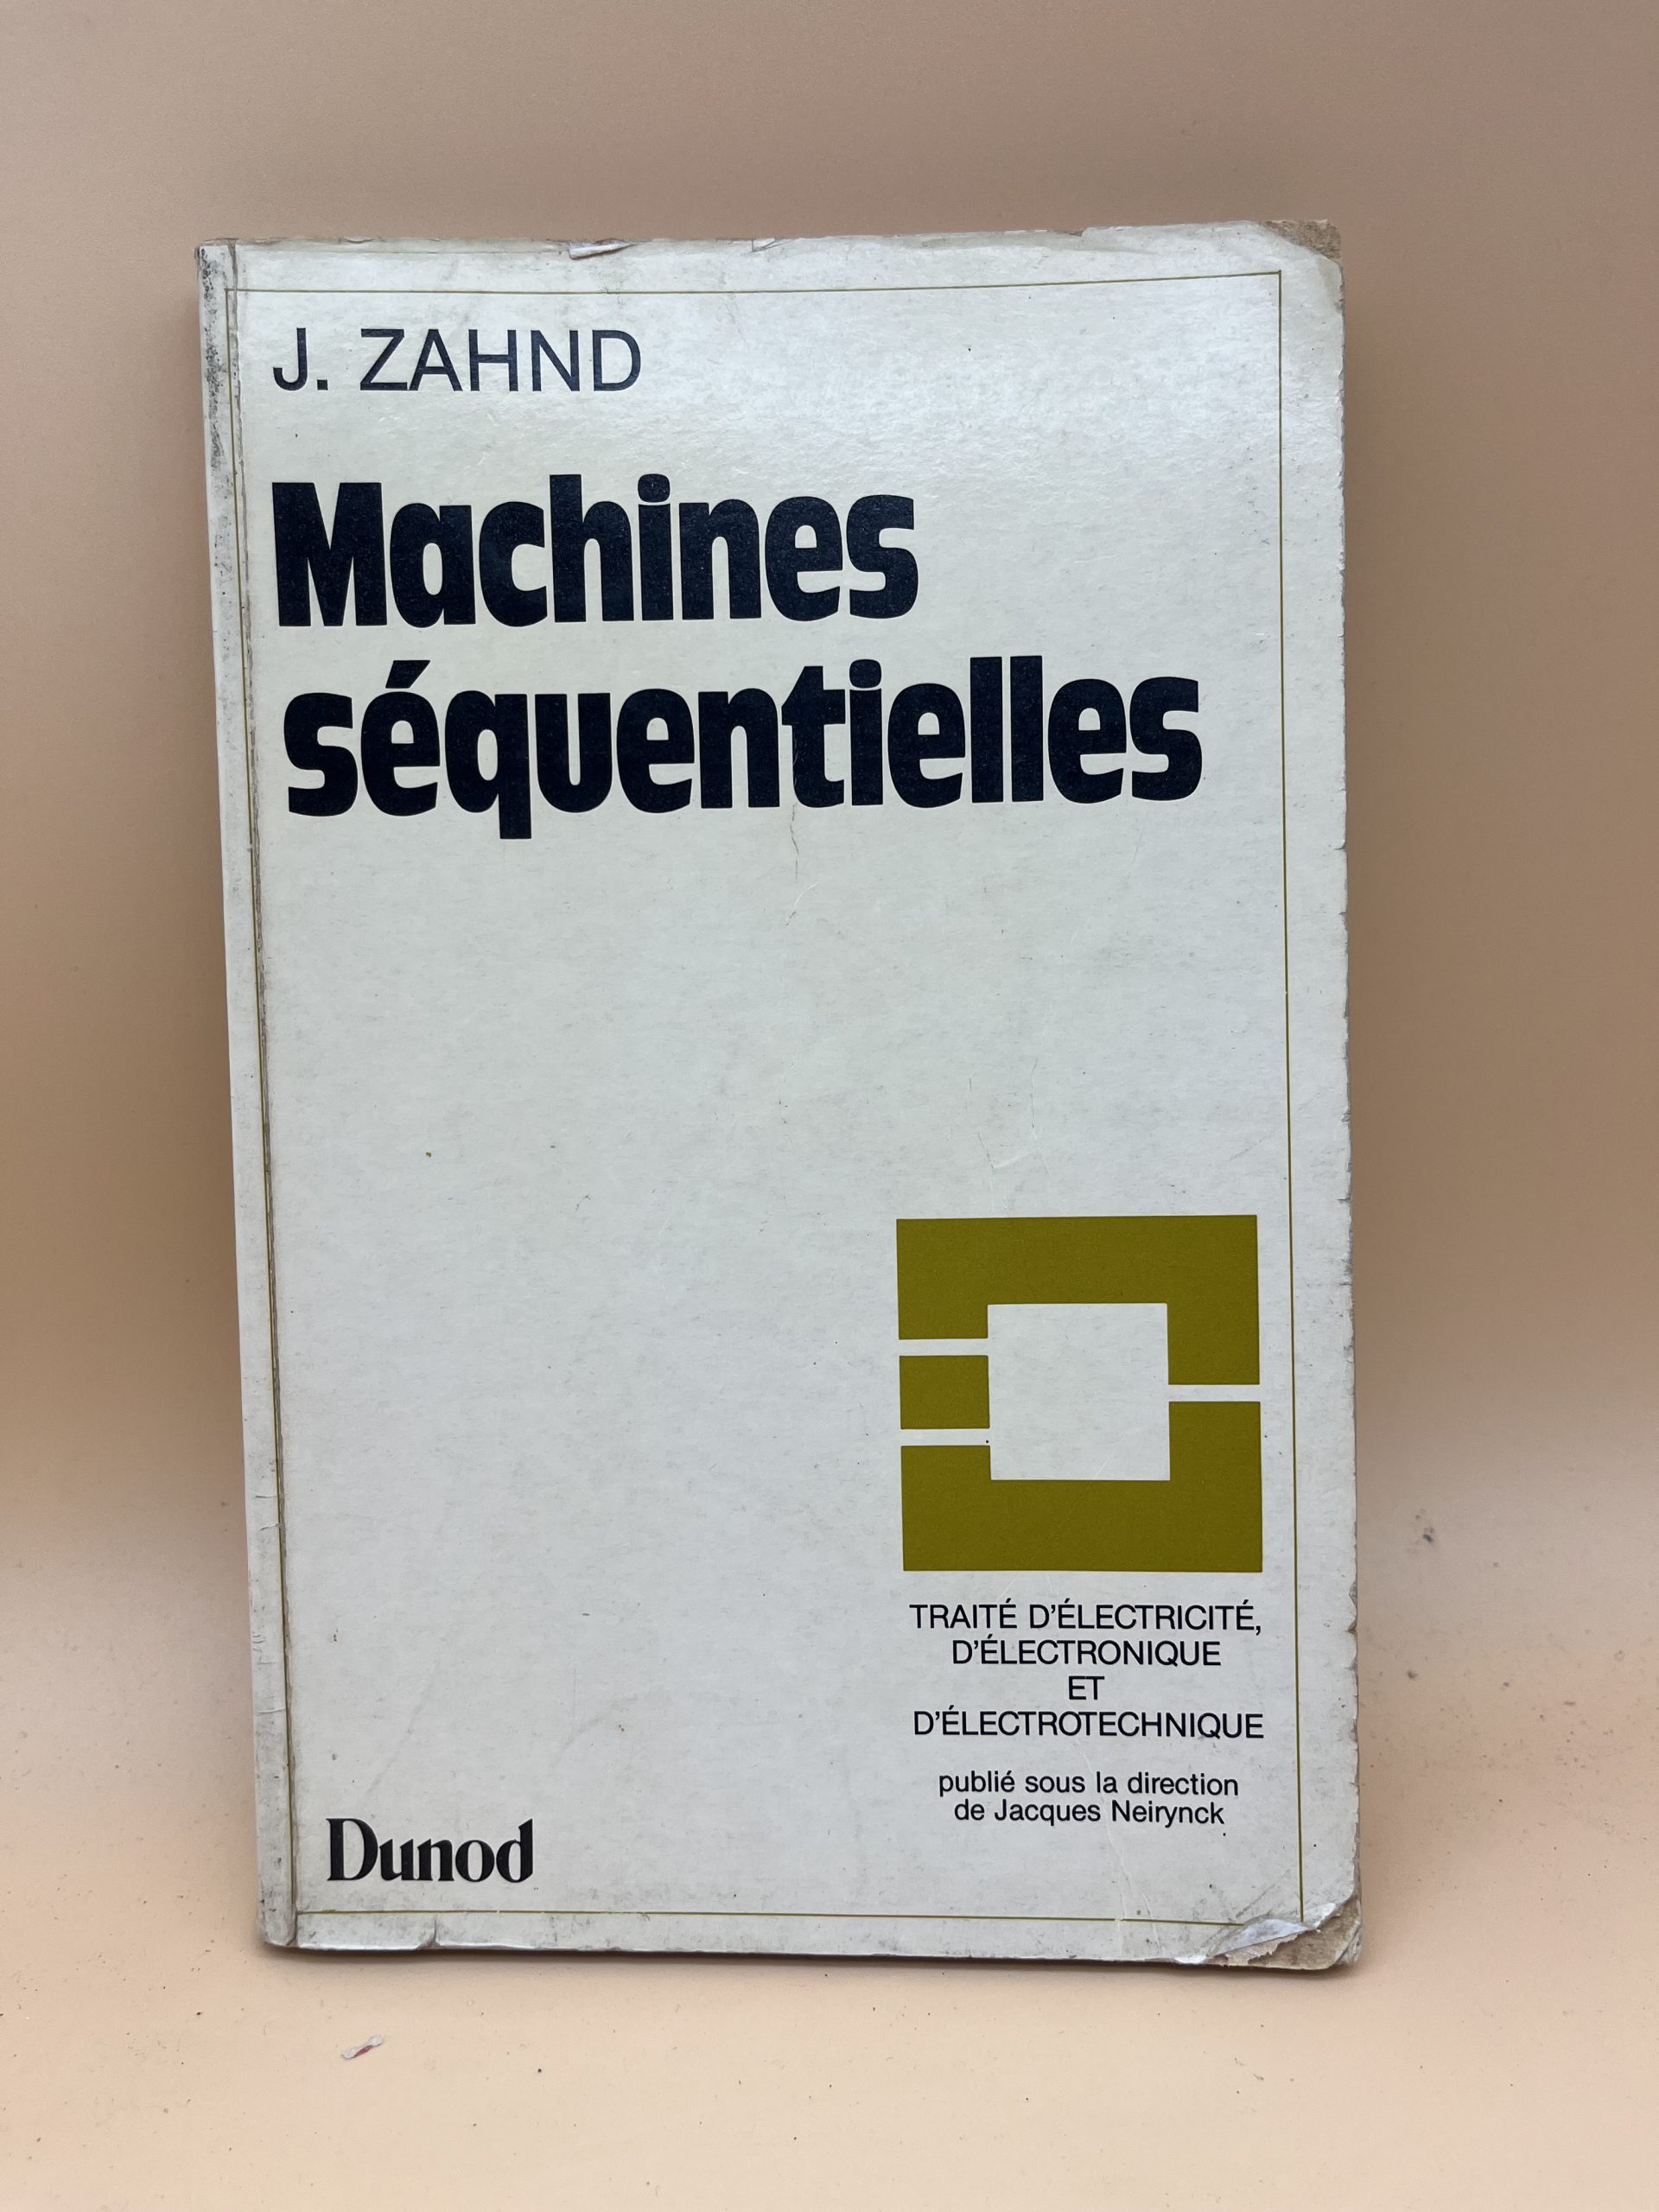 J. ZAHND
Machines
séquentielles
TRAITÉ D'ÉLECTRICITÉ,
D'ÉLECTRONIQUE
ET
D'ÉLECTROTECHNIQUE
publié sous la direction
de Jacques Neirynck
Dunod